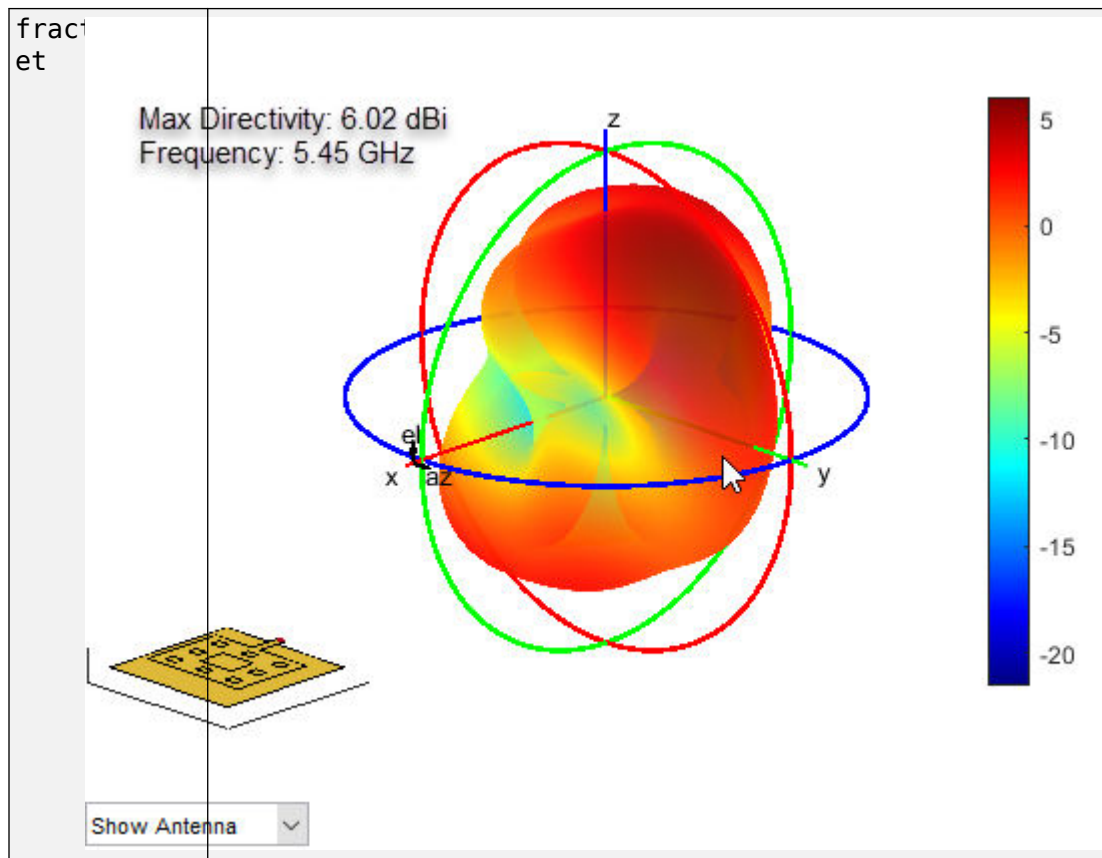 et
Max Directivity: 6.02 dBi
Frequency: 5.45 GHz
z
5
0
-5
-10
-15
-20
el
x
az
y
Show Antenna